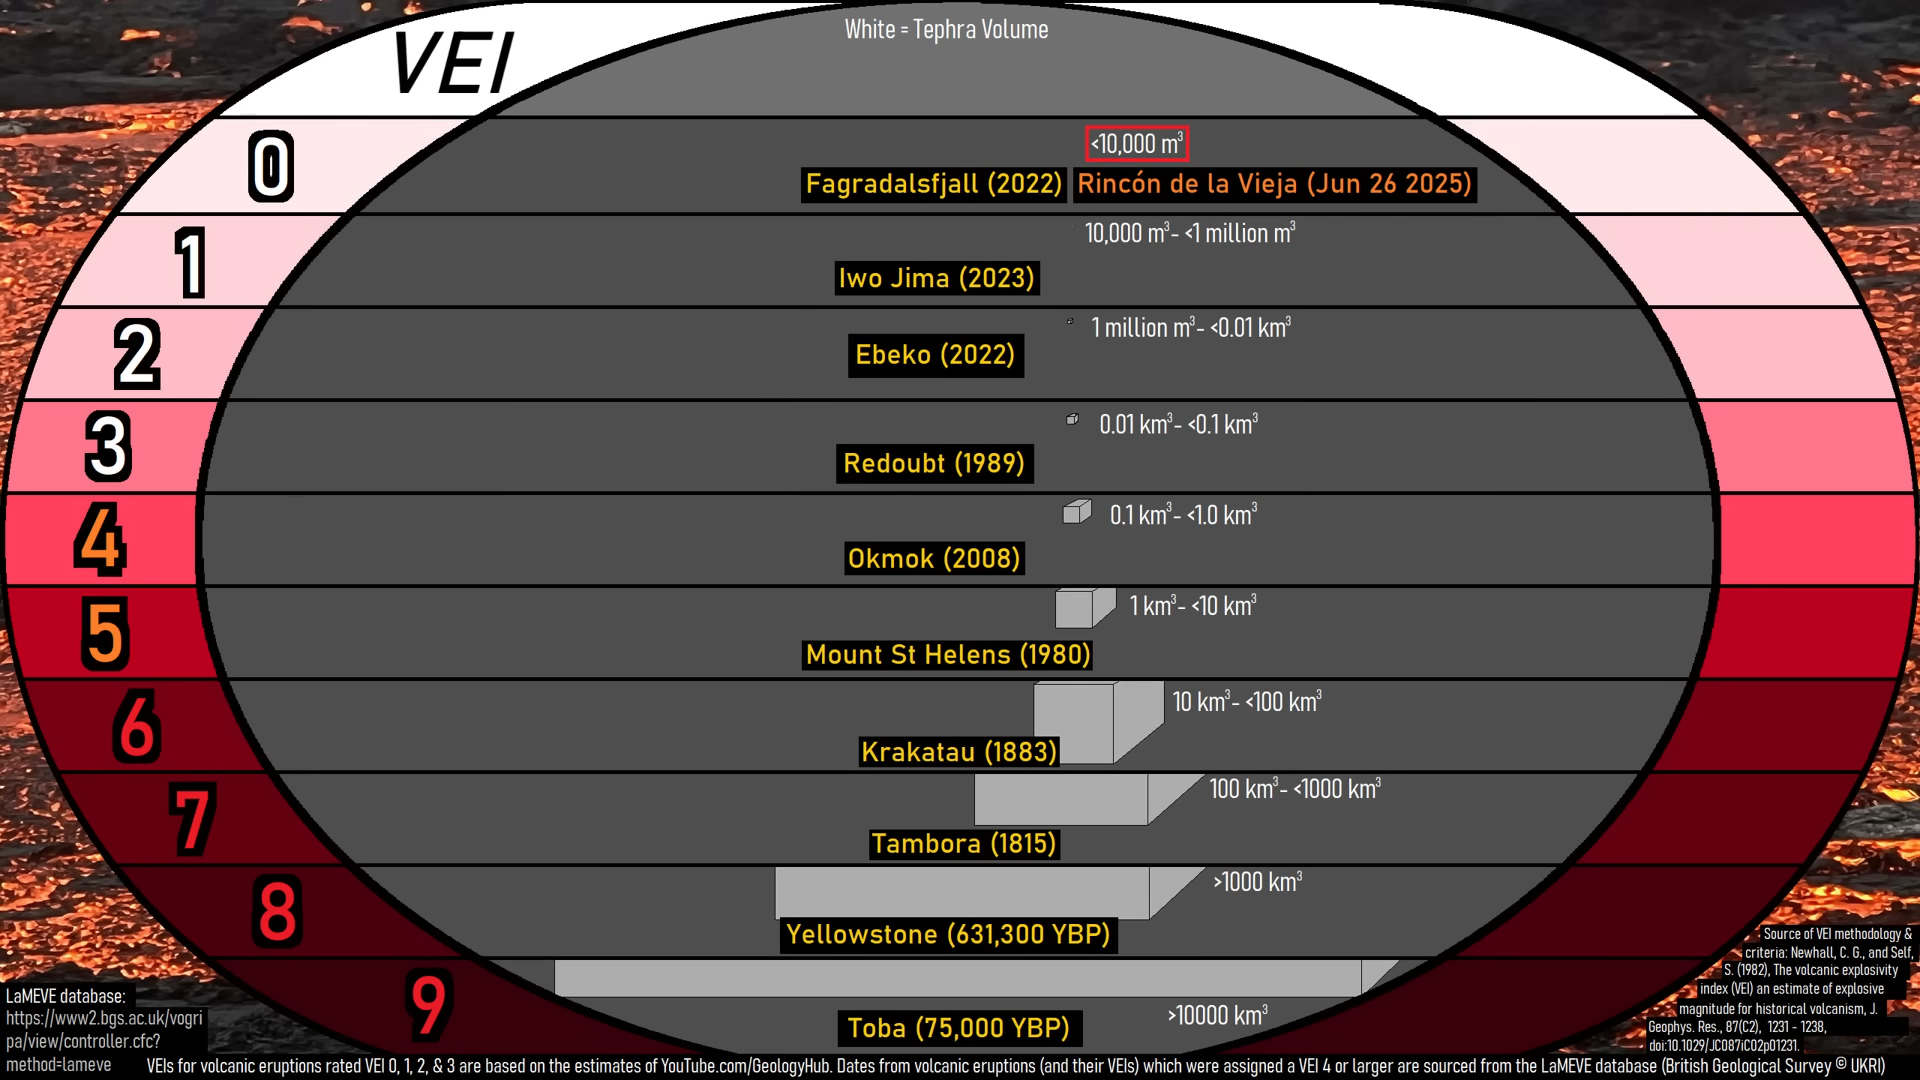 White = Tephra Volume
VEI
0
<10,000 m³
Fagradalsfjall (2022) Rincón de la Vieja (Jun 26 2025)
1
10,000 m³- <1 million m³
Iwo Jima (2023)
2
1 million m³- <0.01 km³
Ebeko (2022)
3
0.01 km³- <0.1 km³
Redoubt (1989)
4
0.1 km³- <1.0 km³
Okmok (2008)
5
1 km³- <10 km³
Mount St Helens (1980)
6
10 km³- <100 km³
Krakatau (1883)
7
100 km³- <1000 km³
Tambora (1815)
8
>1000 km³
Yellowstone (631,300 YBP)
9
>10000 km³
Toba (75,000 YBP)
Source of VEI methodology &
criteria: Newhall, C. G., and Self,
S. (1982), The volcanic explosivity
index (VEI) an estimate of explosive
magnitude for historical volcanism, J.
Geophys. Res., 87(C2), 1231 - 1238,
doi:10.1029/JC087iC02p01231.
LaMEVE database:
https://www2.bgs.ac.uk/vogri
pa/view/controller.cfc?
method=lameve
VEIs for volcanic eruptions rated VEI 0, 1, 2, & 3 are based on the estimates of YouTube.com/GeologyHub. Dates from volcanic eruptions (and their VEIs) which were assigned a VEI 4 or larger are sourced from the LaMEVE database (British Geological Survey © UKRI)